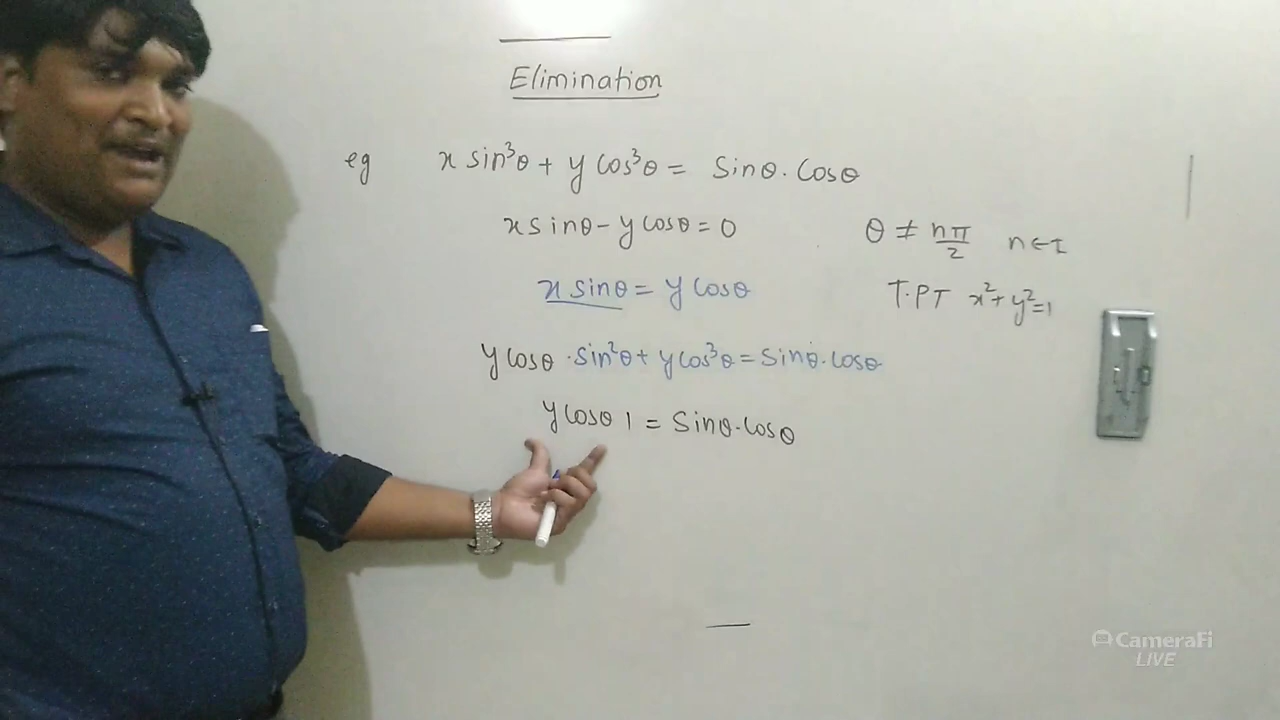 Elimination
eg x sin³θ + y cos³θ = sinθ. cosθ
x sinθ - y cosθ = 0 θ ≠ nπ/2 n∈I
x sinθ = y cosθ T.P.T x²+y²=1
y cosθ . sin²θ + y cos³θ = sinθ. cosθ
y cosθ 1 = sinθ. cosθ
CameraFi
LIVE